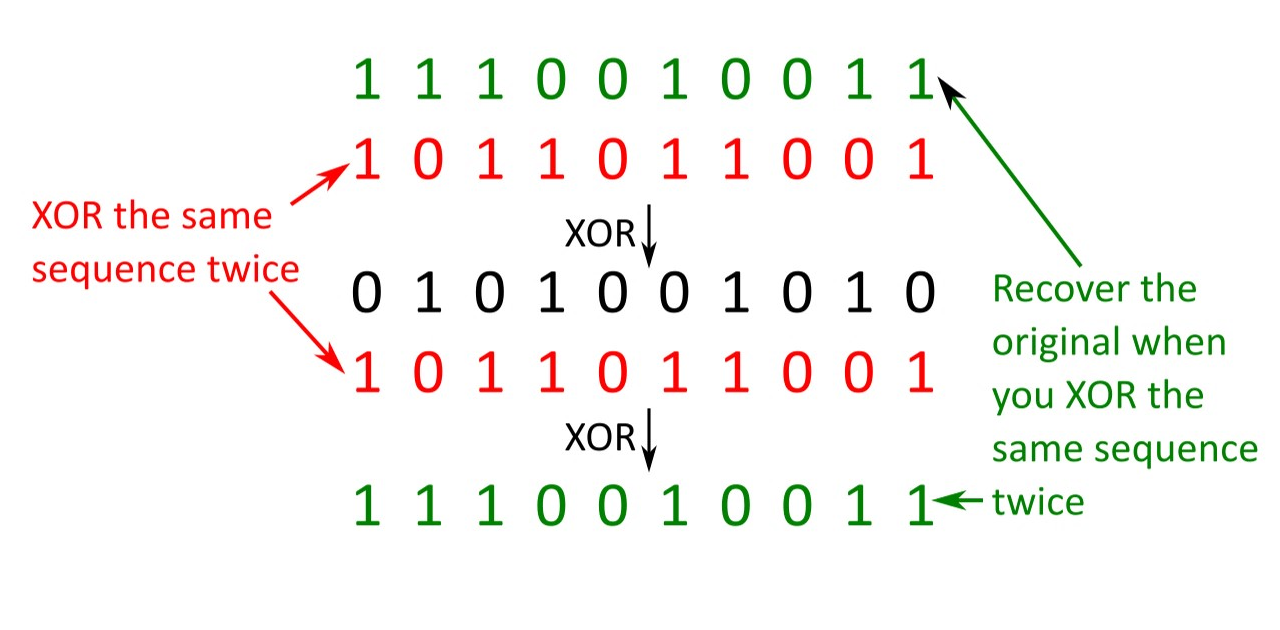 1 1 1 0 0 1 0 0 1 1
1 0 1 1 0 1 1 0 0 1
XOR the same
sequence twice
XOR
0 1 0 1 0 0 1 0 1 0
1 0 1 1 0 1 1 0 0 1
XOR
1 1 1 0 0 1 0 0 1 1
Recover the
original when
you XOR the
same sequence
twice